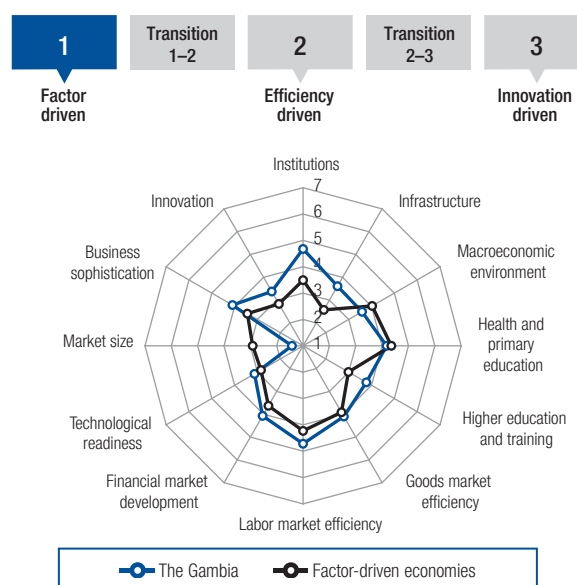 1
Transition
1–2
2
Transition
2–3
3
Factor
driven
Efficiency
driven
Innovation
driven
Institutions
Infrastructure
Macroeconomic
environment
Health and
primary
education
Higher education
and training
Goods market
efficiency
Labor market efficiency
Financial market
development
Technological
readiness
Market size
Business
sophistication
Innovation
7
6
5
4
3
2
1
The Gambia
Factor-driven economies